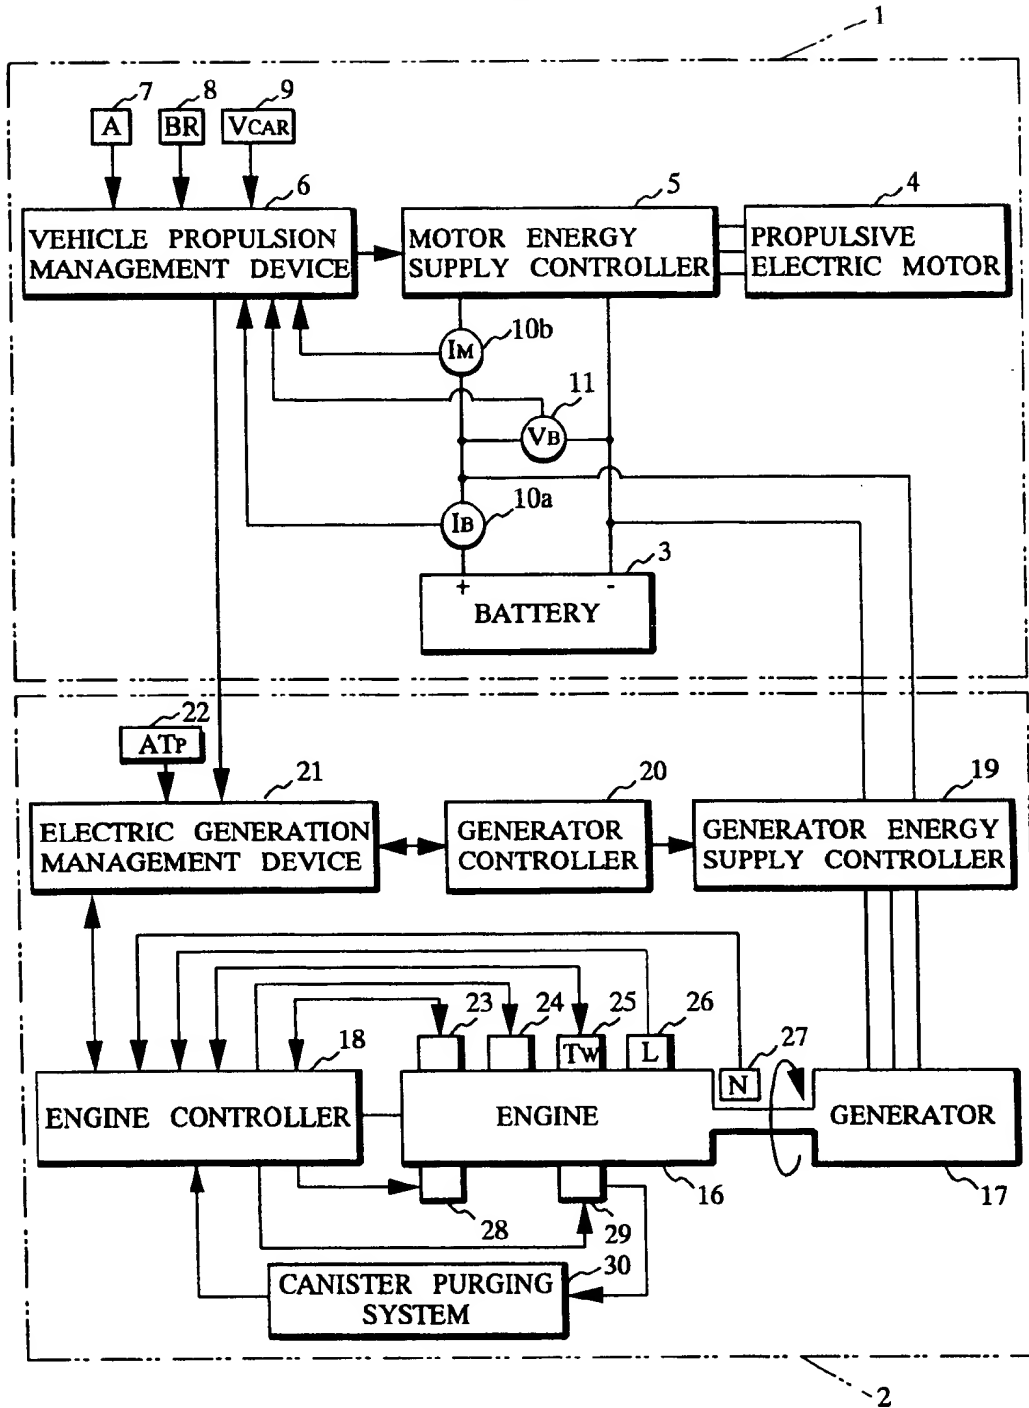 1
7
8
9
A
BR
VCAR
6
5
4
VEHICLE PROPULSION
MANAGEMENT DEVICE
MOTOR ENERGY
SUPPLY CONTROLLER
PROPULSIVE
ELECTRIC MOTOR
10b
IM
11
VB
10a
IB
3
+ -
BATTERY
22
ATP
21
20
19
ELECTRIC GENERATION
MANAGEMENT DEVICE
GENERATOR
CONTROLLER
GENERATOR ENERGY
SUPPLY CONTROLLER
23
24
25
26
27
18
TW
L
N
ENGINE CONTROLLER
ENGINE
GENERATOR
16
17
28
29
30
CANISTER PURGING
SYSTEM
2